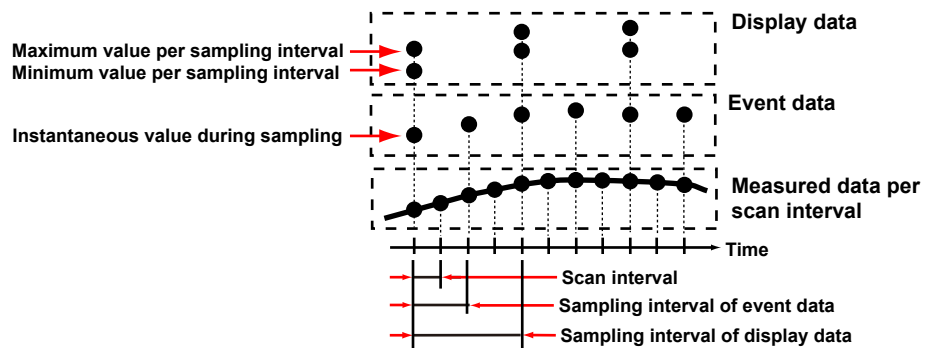 Display data
Maximum value per sampling interval
Minimum value per sampling interval
Event data
Instantaneous value during sampling
Measured data per
scan interval
Time
Scan interval
Sampling interval of event data
Sampling interval of display data